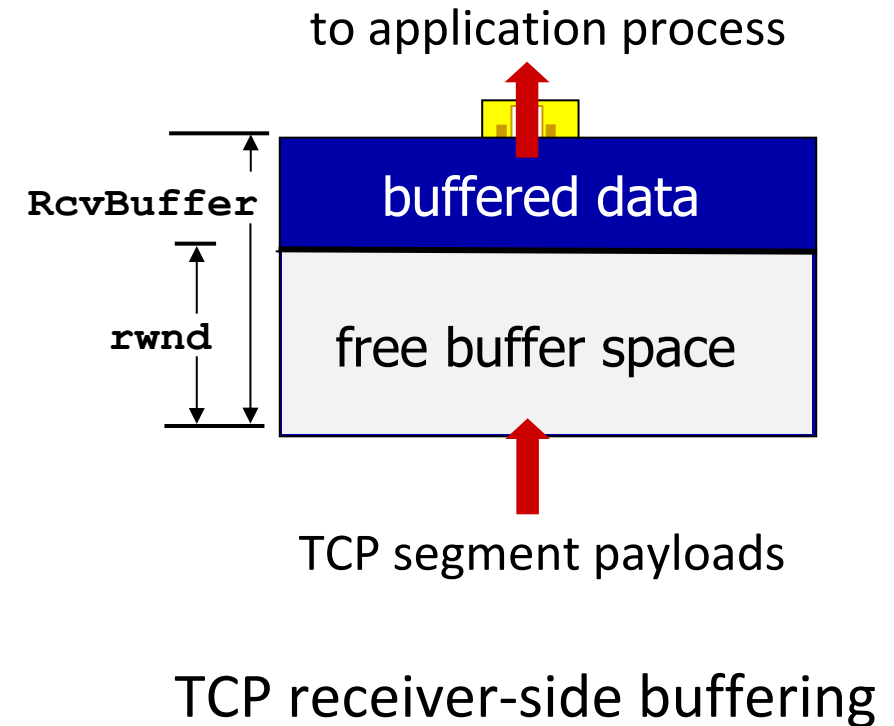 to application process
RcvBuffer
buffered data
rwnd
free buffer space
TCP segment payloads
TCP receiver-side buffering